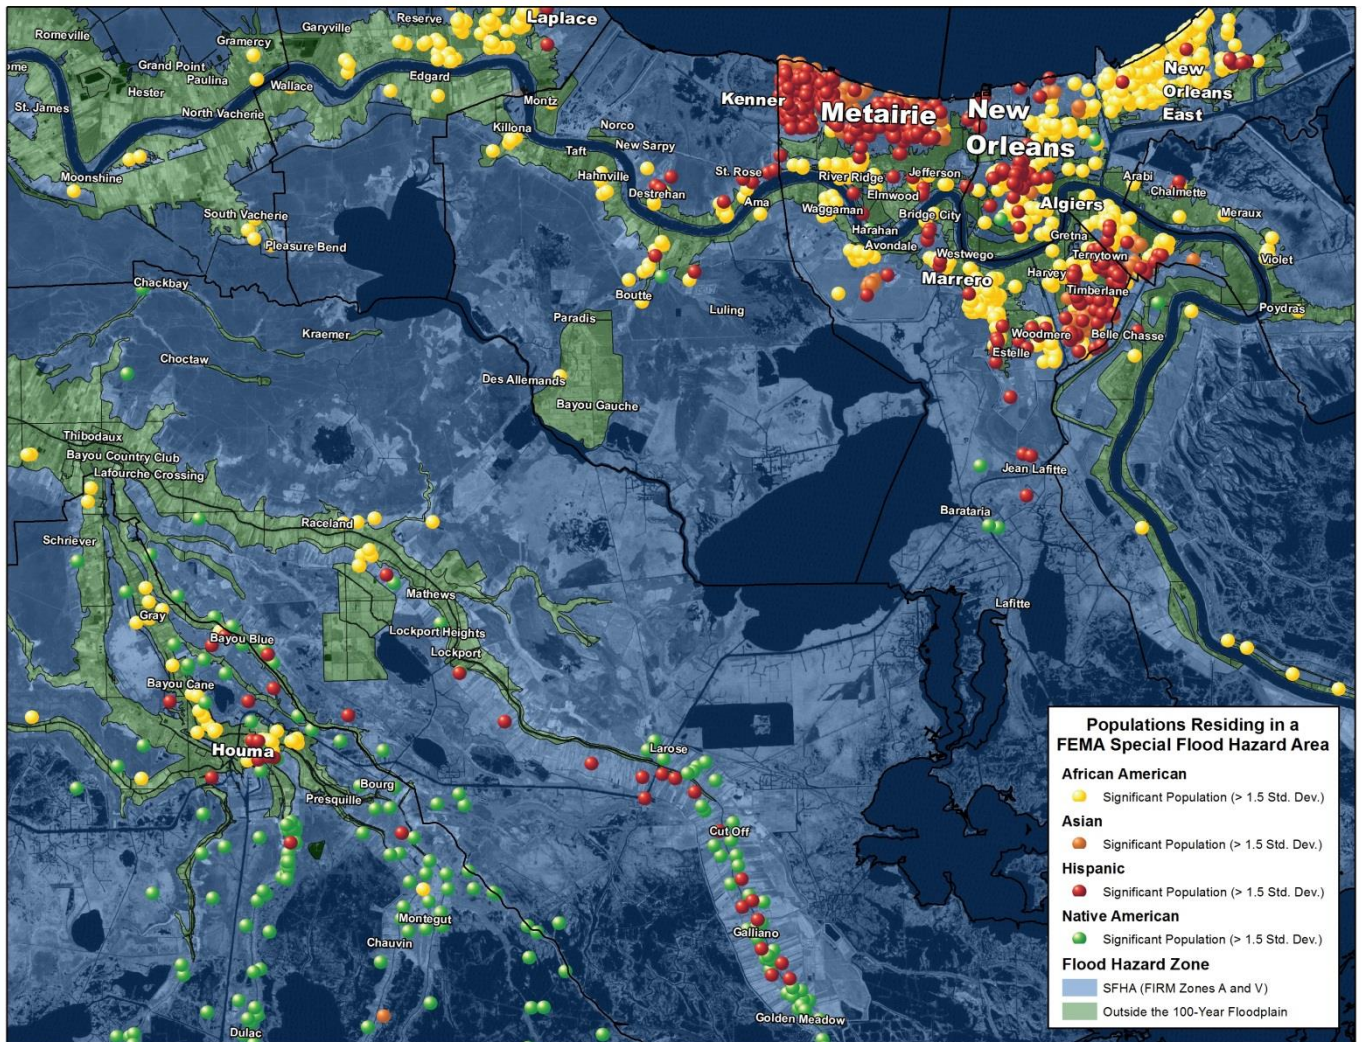 Romeville
Garyville
Reserve
Laplace
Gramercy
ome
Grand Point
Paulina
Hester
Wallace
Edgard
St. James
North Vacherie
Montz
Kenner
Metairie
New
Orleans
New
Orleans
East
Killona
Norco
Taft
New Sarpy
Moonshine
Hahnville
St. Rose
River Ridge
Jefferson
Arabi
Chalmette
Destrehan
Ama
Elmwood
Waggaman
Bridge City
Algiers
Meraux
South Vacherie
Harahan
Gretna
Pleasure Bend
Avondale
Westwego
Terrytown
Violet
Chackbay
Marrero
Harvey
Timberlane
Boutte
Luling
Paradis
Poydras
Kraemer
Woodmere
Belle Chasse
Estelle
Choctaw
Des Allemands
Bayou Gauche
Thibodaux
Bayou Country Club
Lafourche Crossing
Jean Lafitte
Barataria
Raceland
Schriever
Mathews
Lafitte
Gray
Bayou Blue
Lockport Heights
Lockport
Bayou Cane
Houma
Larose
Bourg
Presquille
Cut Off
Montegut
Chauvin
Galliano
Golden Meadow
Dulac
Populations Residing in a
FEMA Special Flood Hazard Area
African American
Significant Population (> 1.5 Std. Dev.)
Asian
Significant Population (> 1.5 Std. Dev.)
Hispanic
Significant Population (> 1.5 Std. Dev.)
Native American
Significant Population (> 1.5 Std. Dev.)
Flood Hazard Zone
SFHA (FIRM Zones A and V)
Outside the 100-Year Floodplain